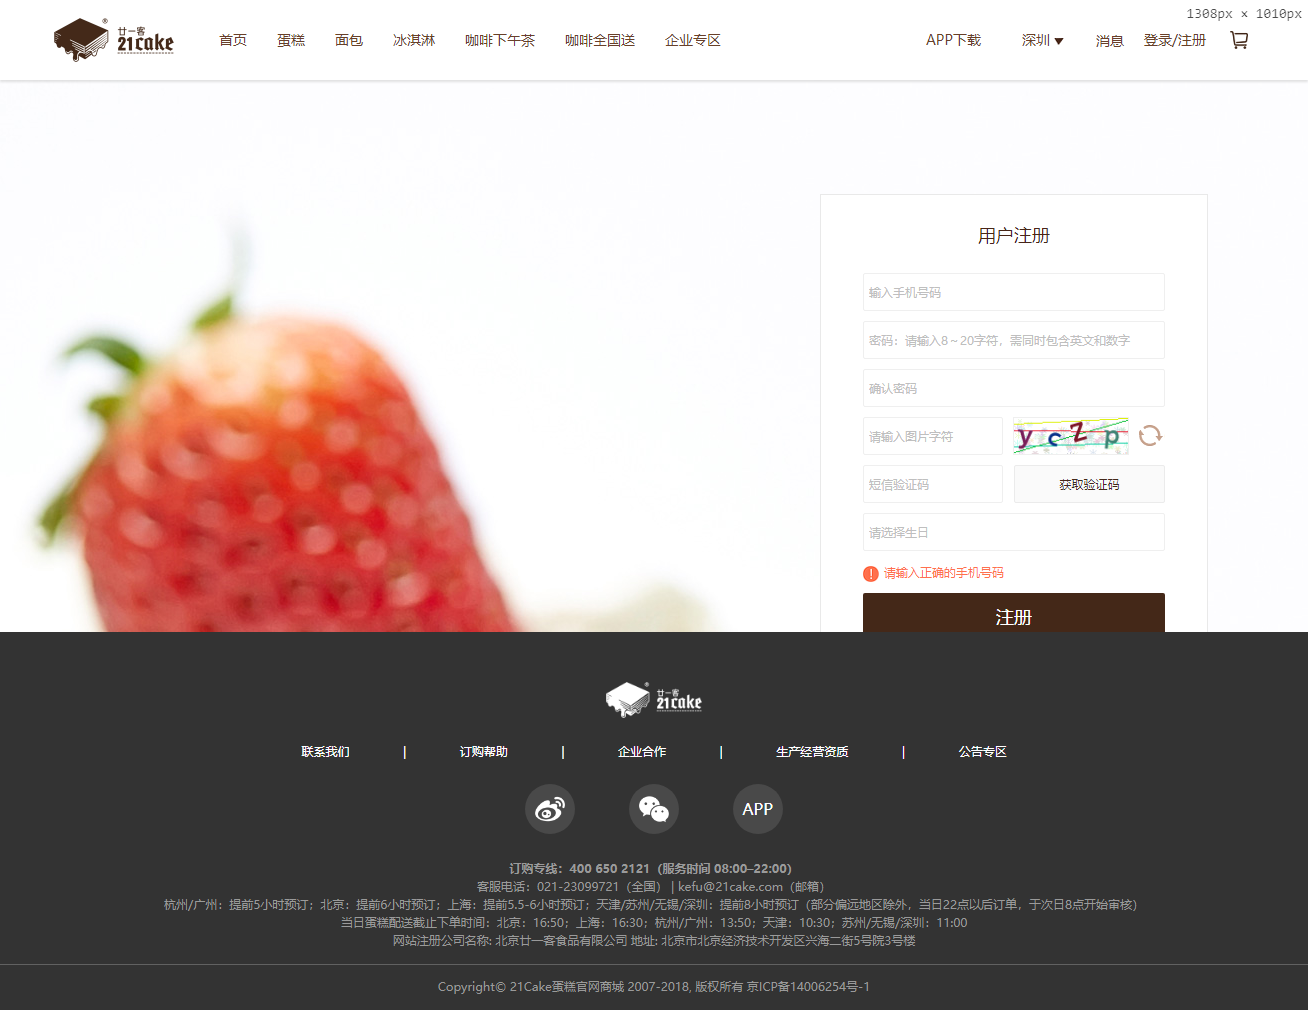 1308px × 1010px
廿一客
21cake
首页 蛋糕 面包 冰淇淋 咖啡下午茶 咖啡全国送 企业专区 APP下载 深圳 消息 登录/注册
用户注册
输入手机号码
密码：请输入8~20字符，需同时包含英文和数字
确认密码
请输入图片字符 y c z p
短信验证码 获取验证码
请选择生日
! 请输入正确的手机号码
注册
廿一客
21cake
联系我们 | 订购帮助 | 企业合作 | 生产经营资质 | 公告专区
APP
订购专线：400 650 2121（服务时间 08:00–22:00）
客服电话：021-23099721（全国） | kefu@21cake.com（邮箱）
杭州/广州：提前5小时预订；北京：提前6小时预订；上海：提前5.5-6小时预订；天津/苏州/无锡/深圳：提前8小时预订（部分偏远地区除外，当日22点以后订单，于次日8点开始审核）
当日蛋糕配送截止下单时间：北京：16:50；上海：16:30；杭州/广州：13:50；天津：10:30；苏州/无锡/深圳：11:00
网站注册公司名称: 北京廿一客食品有限公司 地址: 北京市北京经济技术开发区兴海二街5号院3号楼
Copyright© 21Cake蛋糕官网商城 2007-2018, 版权所有 京ICP备14006254号-1